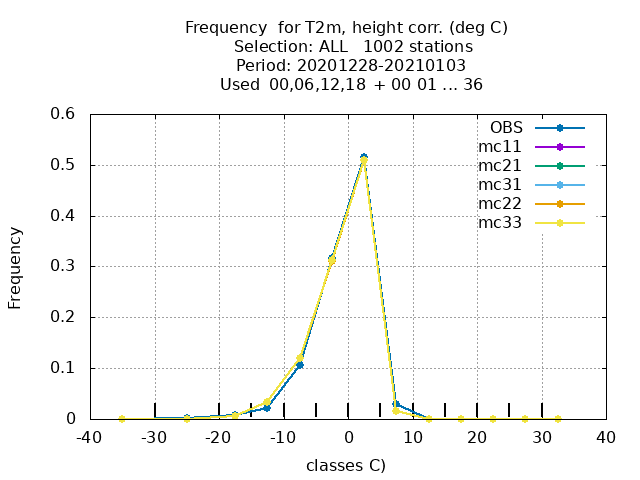 Frequency  for T2m, height corr. (deg C)
Selection: ALL   1002 stations
Period: 20201228-20210103
Used  00,06,12,18  + 00 01 ... 36
0.6
0.5
0.4
0.3
0.2
0.1
0
Frequency
OBS
mc11
mc21
mc31
mc22
mc33
-40 -30 -20 -10 0 10 20 30 40
classes C)